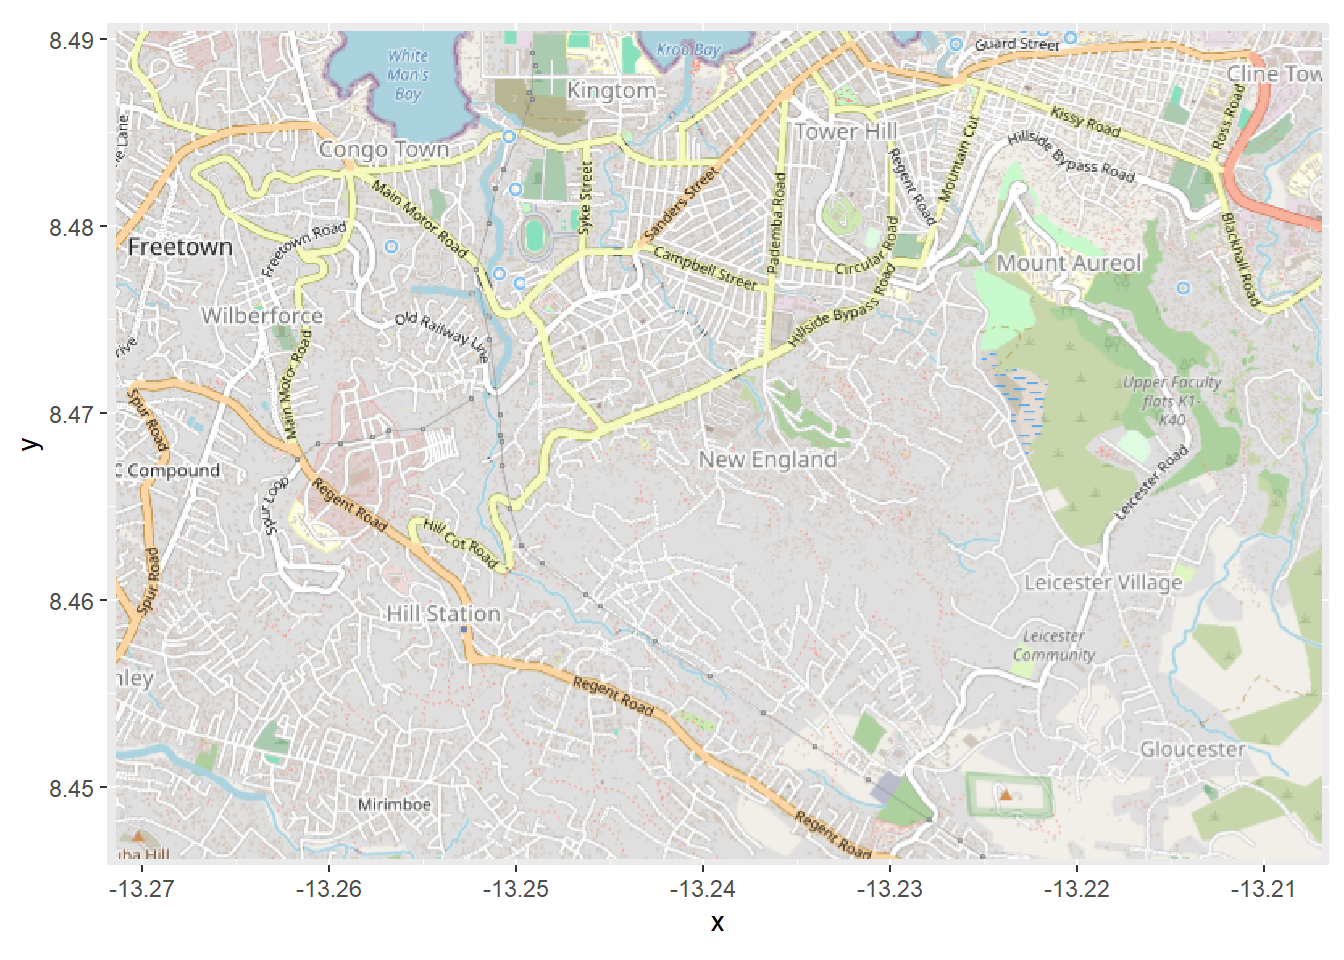 8.49
8.48
8.47
8.46
8.45
y
White
Man's
Bay
Kroo Bay
Guard Street
Cline Tow
Kingtom
Tower Hill
Kissy Road
Ross Road
e Lane
Congo Town
Hillside Bypass Road
Mountain Cut
Regent Road
Main Motor Road
Syke Street
Sanders Street
Pademba Road
Freetown
Freetown Road
Campbell Street
Circular Road
Mount Aureol
Blackhall Road
Wilberforce
Old Railway Line
Hillside Bypass Road
rive
Main Motor Road
Upper Faculty
flats K1-
K40
Spur Road
C Compound
New England
Leicester Road
Spur Loop
Regent Road
Hill Cot Road
Spur Road
Leicester Village
Hill Station
Leicester
Community
nley
Regent Road
Gloucester
Mirimboe
Regent Road
ba Hill
-13.27
-13.26
-13.25
-13.24
-13.23
-13.22
-13.21
x